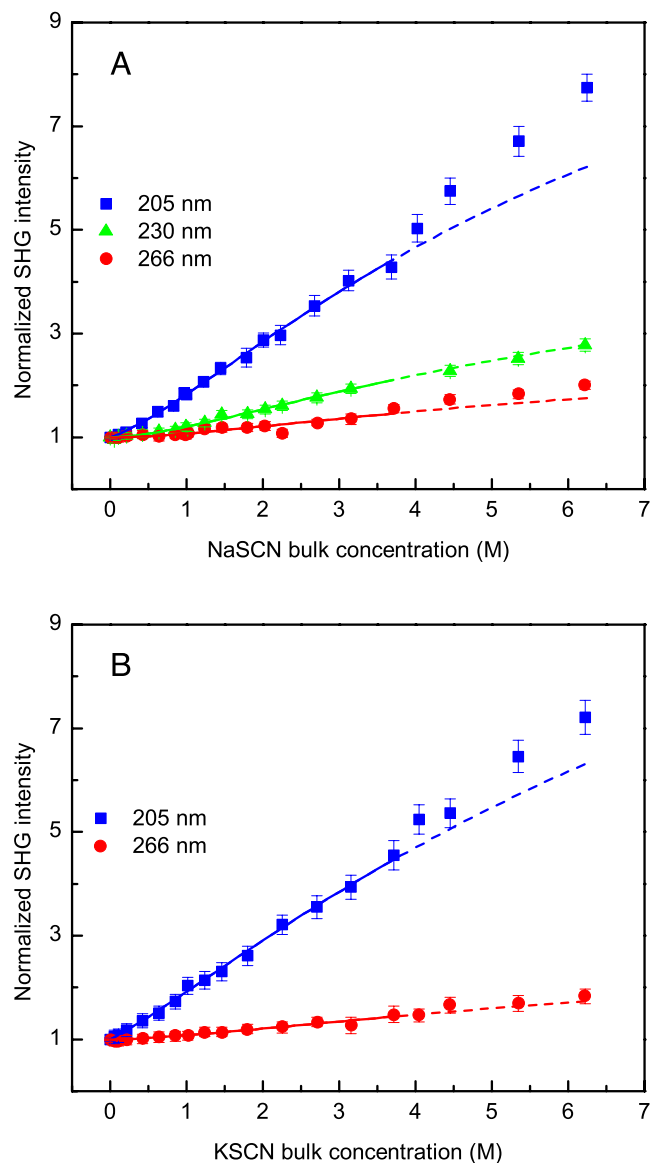 A
9
7
5
3
1
Normalized SHG intensity
205 nm
230 nm
266 nm
0 1 2 3 4 5 6 7
NaSCN bulk concentration (M)
B
9
7
5
3
1
Normalized SHG intensity
205 nm
266 nm
0 1 2 3 4 5 6 7
KSCN bulk concentration (M)